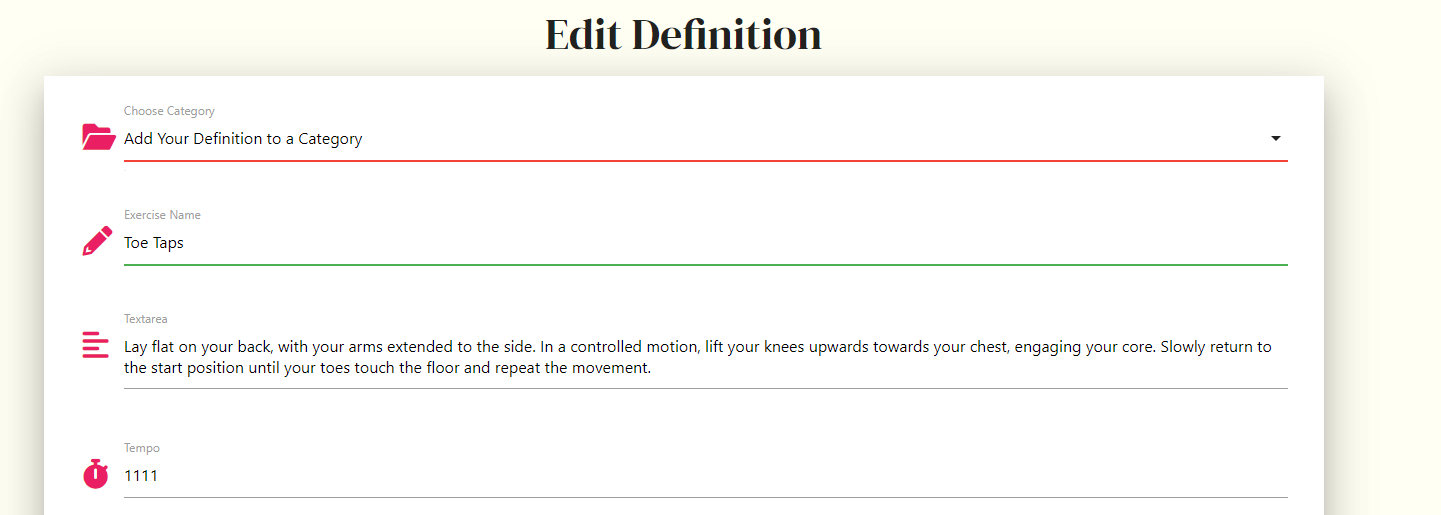 Edit Definition
Choose Category
Add Your Definition to a Category
Exercise Name
Toe Taps
Textarea
Lay flat on your back, with your arms extended to the side. In a controlled motion, lift your knees upwards towards your chest, engaging your core. Slowly return to
the start position until your toes touch the floor and repeat the movement.
Tempo
1111